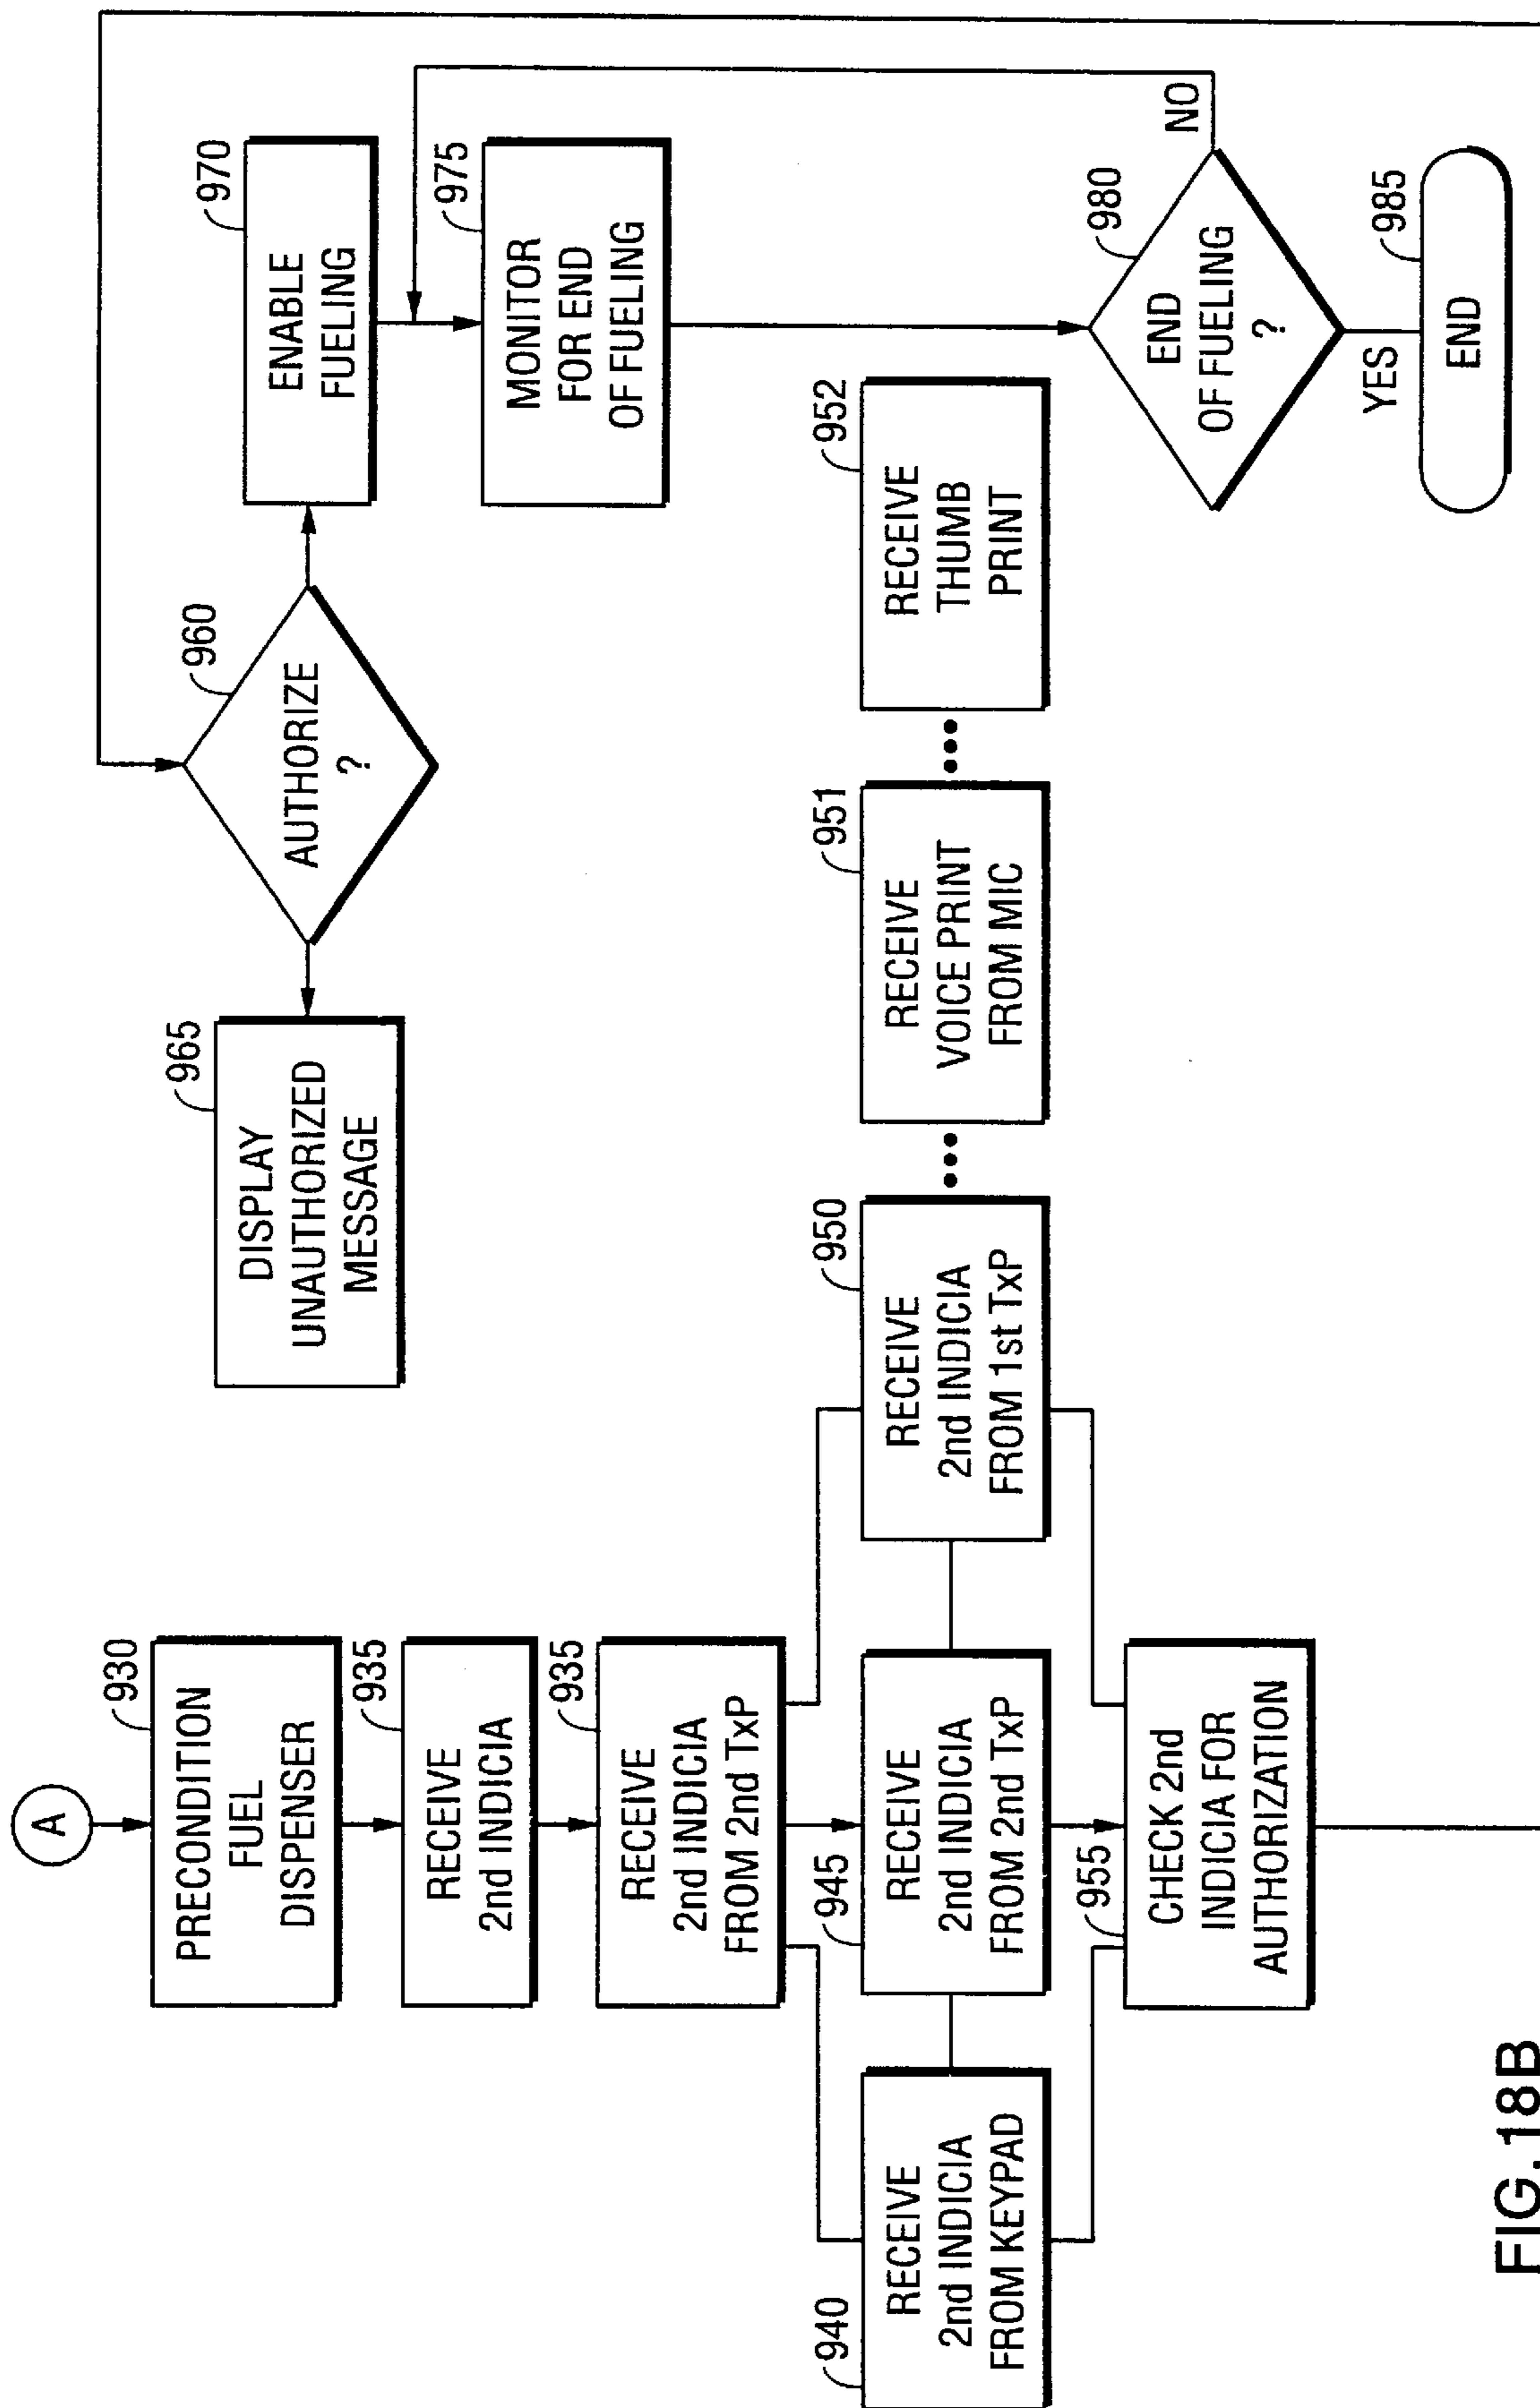 A
930
PRECONDITION
FUEL
DISPENSER
935
RECEIVE
2nd INDICIA
935
RECEIVE
2nd INDICIA
FROM 2nd TxP
940
RECEIVE
2nd INDICIA
FROM KEYPAD
945
RECEIVE
2nd INDICIA
FROM 2nd TxP
950
RECEIVE
2nd INDICIA
FROM 1st TxP
951
RECEIVE
VOICE PRINT
FROM MIC
952
RECEIVE
THUMB
PRINT
955
CHECK 2nd
INDICIA FOR
AUTHORIZATION
960
AUTHORIZE
?
965
DISPLAY
UNAUTHORIZED
MESSAGE
970
ENABLE
FUELING
975
MONITOR
FOR END
OF FUELING
980
END
OF FUELING
?
NO
YES
985
END
FIG.18B